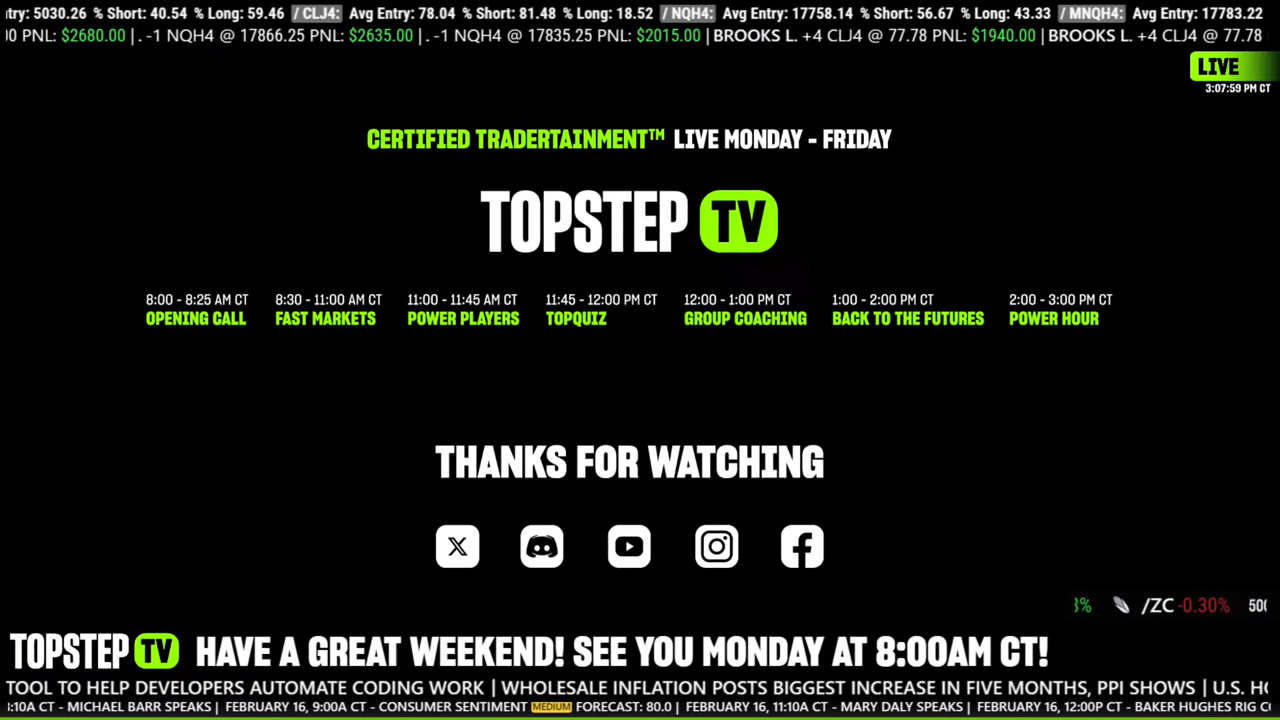 try: 5030.26 % Short: 40.54 % Long: 59.46 / CLJ4: Avg Entry: 78.04 % Short: 81.48 % Long: 18.52 / NQH4: Avg Entry: 17758.14 % Short: 56.67 % Long: 43.33 / MNQH4: Avg Entry: 17783.22
0 PNL: $2680.00 | . -1 NQH4 @ 17866.25 PNL: $2635.00 | . -1 NQH4 @ 17835.25 PNL: $2015.00 | BROOKS L. +4 CLJ4 @ 77.78 PNL: $1940.00 | BROOKS L. +4 CLJ4 @ 77.78
LIVE
3:07:59 PM CT
CERTIFIED TRADERTAINMENT™ LIVE MONDAY - FRIDAY
TOPSTEP TV
8:00 - 8:25 AM CT 8:30 - 11:00 AM CT 11:00 - 11:45 AM CT 11:45 - 12:00 PM CT 12:00 - 1:00 PM CT 1:00 - 2:00 PM CT 2:00 - 3:00 PM CT
OPENING CALL FAST MARKETS POWER PLAYERS TOPQUIZ GROUP COACHING BACK TO THE FUTURES POWER HOUR
THANKS FOR WATCHING
3% /ZC -0.30% 500
TOPSTEP TV HAVE A GREAT WEEKEND! SEE YOU MONDAY AT 8:00AM CT!
TOOL TO HELP DEVELOPERS AUTOMATE CODING WORK | WHOLESALE INFLATION POSTS BIGGEST INCREASE IN FIVE MONTHS, PPI SHOWS | U.S. HO
:10A CT - MICHAEL BARR SPEAKS | FEBRUARY 16, 9:00A CT - CONSUMER SENTIMENT MEDIUM FORECAST: 80.0 | FEBRUARY 16, 11:10A CT - MARY DALY SPEAKS | FEBRUARY 16, 12:00P CT - BAKER HUGHES RIG CO